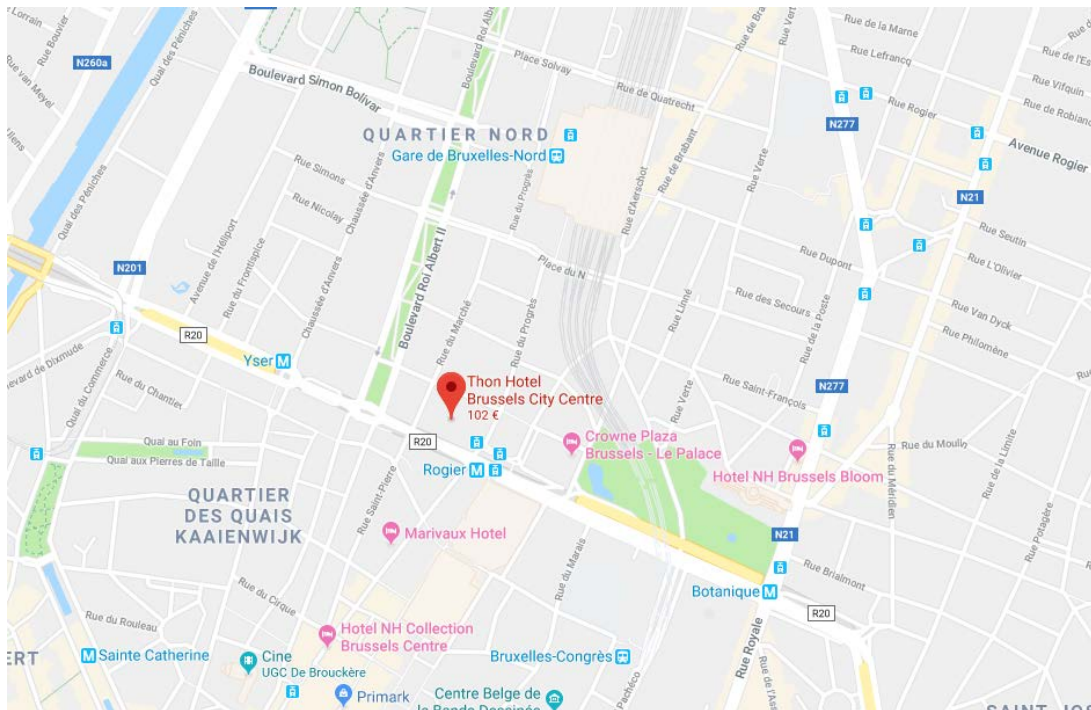 Lorrain
Rue Bouvier
N260a
Rue van Meyel
Ulens
Quai des Péniches
Quai des Péniches
Boulevard Simon Bolivar
Boulevard Roi Albert
Place Solvay
Rue de Quatrecht
Rue de Brabant
Rue Verte
Rue de la Marne
Rue Lefrancq
Rue Vifquin
Rue Rogier
N277
Avenue Rogier
QUARTIER NORD
Gare de Bruxelles-Nord
Rue Simons
Rue Nicolay
Chaussée d'Anvers
Chaussée d'Anvers
Rue du Progrès
Rue d'Aerschot
Rue Verte
N21
Rue Seutin
Rue L'Olivier
Rue Dupont
Avenue de l'Héliport
Rue du Frontispice
N201
Boulevard Roi Albert II
Place du N
Rue des Secours
Rue Linné
Rue de la Poste
Rue Van Dyck
Rue Philomène
R20
Yser
Rue du Marché
Rue du Progrès
Quai du Commerce
Rue du Chantier
Thon Hotel
Brussels City Centre
102 €
Rue Saint-François
N277
Rue Verte
Quai au Foin
Quai aux Pierres de Taille
R20
Rogier
Crowne Plaza
Brussels - Le Palace
Hotel NH Brussels Bloom
Rue du Moulin
Rue du Méridien
Rue de la Limite
Rue Potagère
QUARTIER
DES QUAIS
KAAIENWIJK
Rue Saint-Pierre
Marivaux Hotel
N21
Rue du Marais
Botanique
Rue Brialmont
R20
Rue du Cirque
Rue du Rouleau
Hotel NH Collection
Brussels Centre
Bruxelles-Congrès
Rue Royale
Pachéco
ERT
Sainte Catherine
Cine
UGC De Brouckère
Primark
Centre Belge de